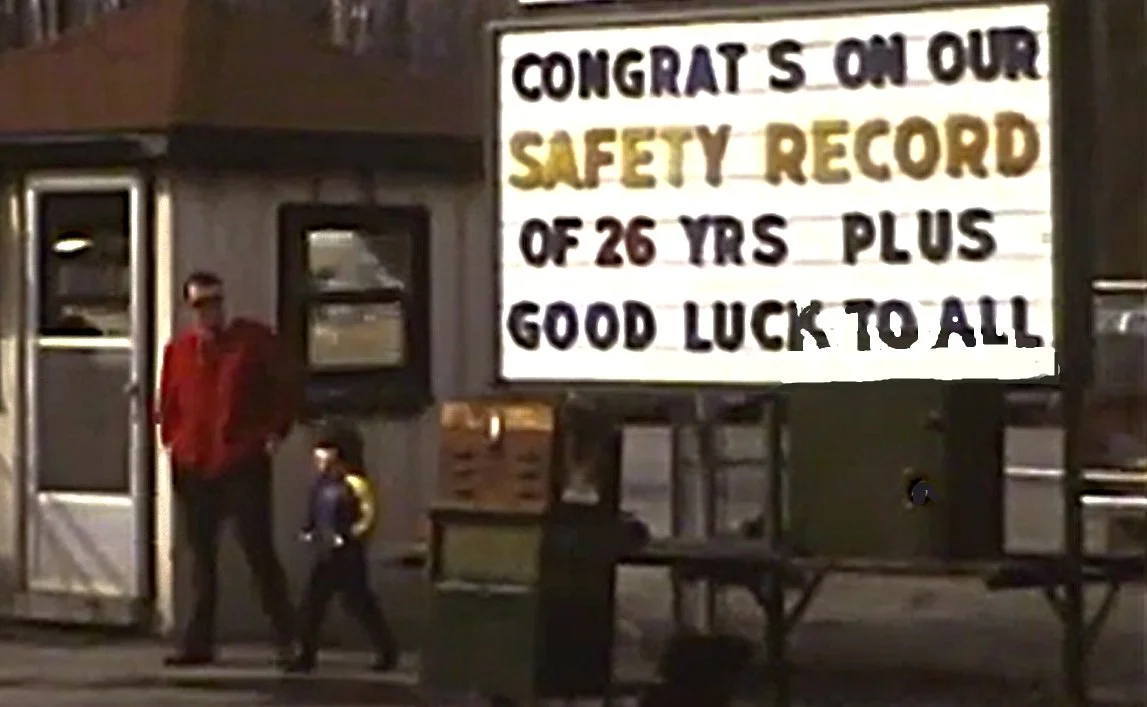 CONGRAT S ON OUR
SAFETY RECORD
OF 26 YRS PLUS
GOOD LUCK TO ALL